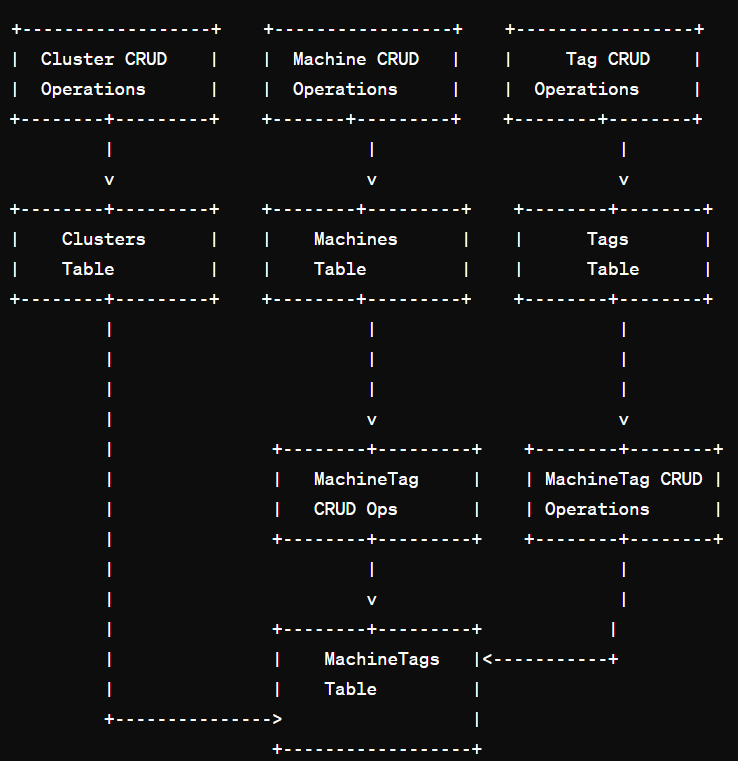 +------------------+    +------------------+    +-----------------+
|  Cluster CRUD    |    |  Machine CRUD   |    |     Tag CRUD    |
|  Operations      |    |  Operations     |    |  Operations     |
+--------+---------+    +-------+---------+    +--------+--------+
         |                        |                       |
         v                        v                       v
+--------+---------+    +--------+---------+    +--------+--------+
|    Clusters      |    |    Machines      |    |      Tags       |
|    Table         |    |    Table         |    |      Table      |
+--------+---------+    +--------+---------+    +--------+--------+
         |                        |                       |
         |                        |                       |
         |                        |                       |
         |                        v                       v
         |               +--------+---------+    +--------+--------+
         |               |   MachineTag     |    | MachineTag CRUD |
         |               |   CRUD Ops       |    | Operations      |
         |               +--------+---------+    +--------+--------+
         |                        |                       |
         |                        v                       |
         |               +--------+---------+            |
         |               |    MachineTags   |<-----------+
         |               |    Table         |
         +--------------->                  |
                         +------------------+